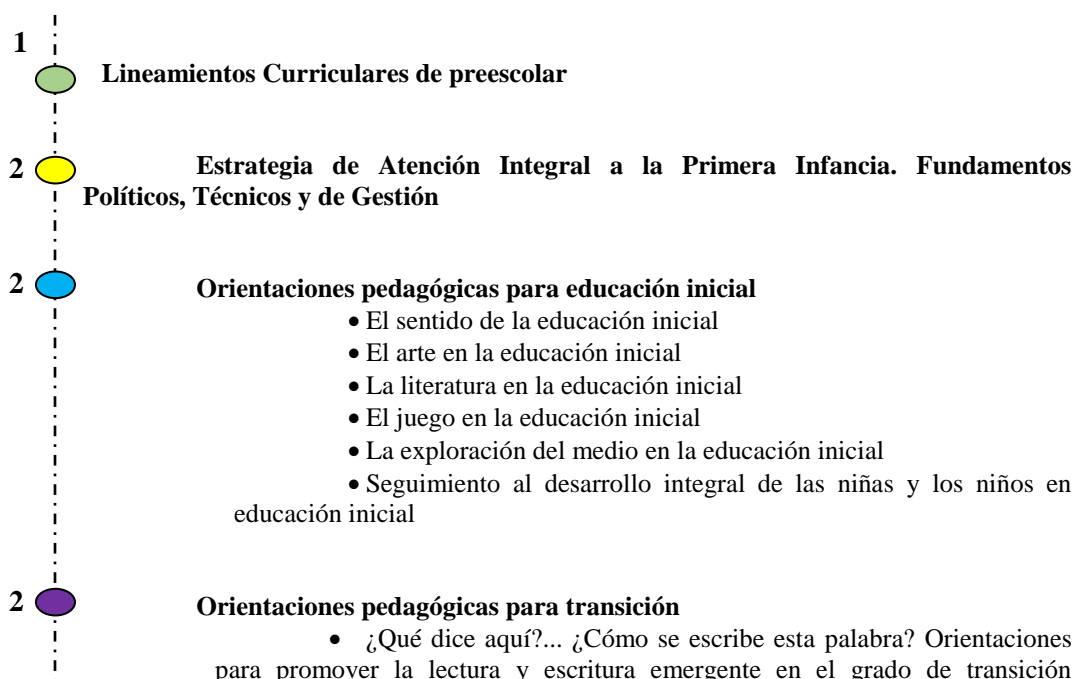 1
Lineamientos Curriculares de preescolar
2
Estrategia de Atención Integral a la Primera Infancia. Fundamentos
Políticos, Técnicos y de Gestión
2
Orientaciones pedagógicas para educación inicial
• El sentido de la educación inicial
• El arte en la educación inicial
• La literatura en la educación inicial
• El juego en la educación inicial
• La exploración del medio en la educación inicial
• Seguimiento al desarrollo integral de las niñas y los niños en
educación inicial
2
Orientaciones pedagógicas para transición
• ¿Qué dice aquí?... ¿Cómo se escribe esta palabra? Orientaciones
para promover la lectura y escritura emergente en el grado de transición